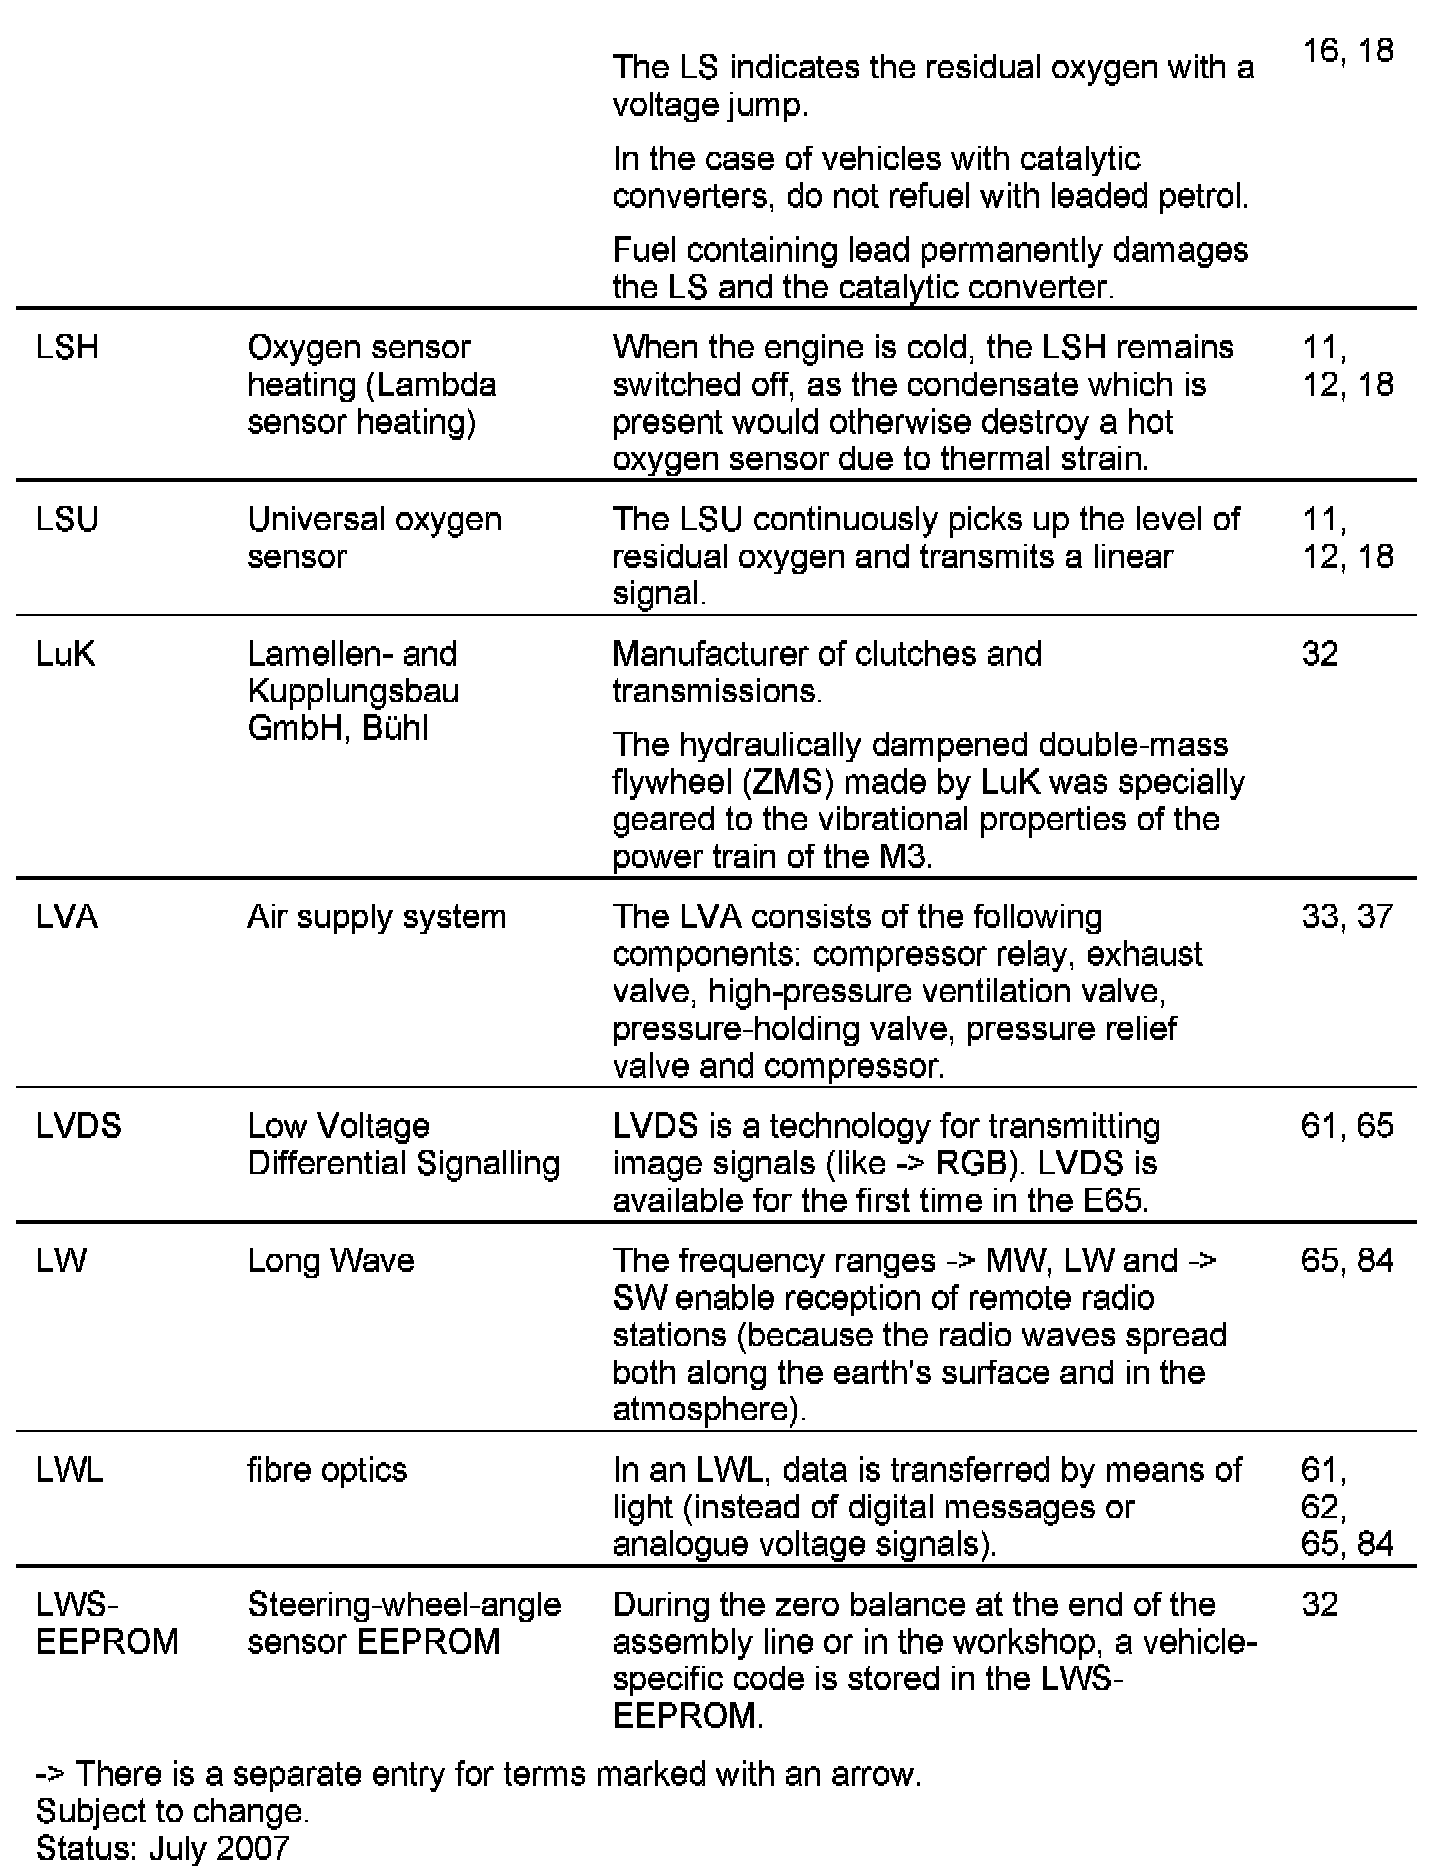 The LS indicates the residual oxygen with a
16, 18
voltage jump.
In the case of vehicles with catalytic
converters, do not refuel with leaded petrol.
Fuel containing lead permanently damages
the LS and the catalytic converter.
LSH
Oxygen sensor
heating (Lambda
sensor heating)
When the engine is cold, the LSH remains
switched off, as the condensate which is
present would otherwise destroy a hot
oxygen sensor due to thermal strain.
11,
12, 18
LSU
Universal oxygen
sensor
The LSU continuously picks up the level of
residual oxygen and transmits a linear
signal.
11,
12, 18
LuK
Lamellen- and
Kupplungsbau
GmbH, Bühl
Manufacturer of clutches and
transmissions.
The hydraulically dampened double-mass
flywheel (ZMS) made by LuK was specially
geared to the vibrational properties of the
power train of the M3.
32
LVA
Air supply system
The LVA consists of the following
components: compressor relay, exhaust
valve, high-pressure ventilation valve,
pressure-holding valve, pressure relief
valve and compressor.
33, 37
LVDS
Low Voltage
Differential Signalling
LVDS is a technology for transmitting
image signals (like -> RGB). LVDS is
available for the first time in the E65.
61, 65
LW
Long Wave
The frequency ranges -> MW, LW and ->
SW enable reception of remote radio
stations (because the radio waves spread
both along the earth's surface and in the
atmosphere).
65, 84
LWL
fibre optics
In an LWL, data is transferred by means of
light (instead of digital messages or
analogue voltage signals).
61,
62,
65, 84
LWS-
EEPROM
Steering-wheel-angle
sensor EEPROM
During the zero balance at the end of the
assembly line or in the workshop, a vehicle-
specific code is stored in the LWS-
EEPROM.
32
-> There is a separate entry for terms marked with an arrow.
Subject to change.
Status: July 2007